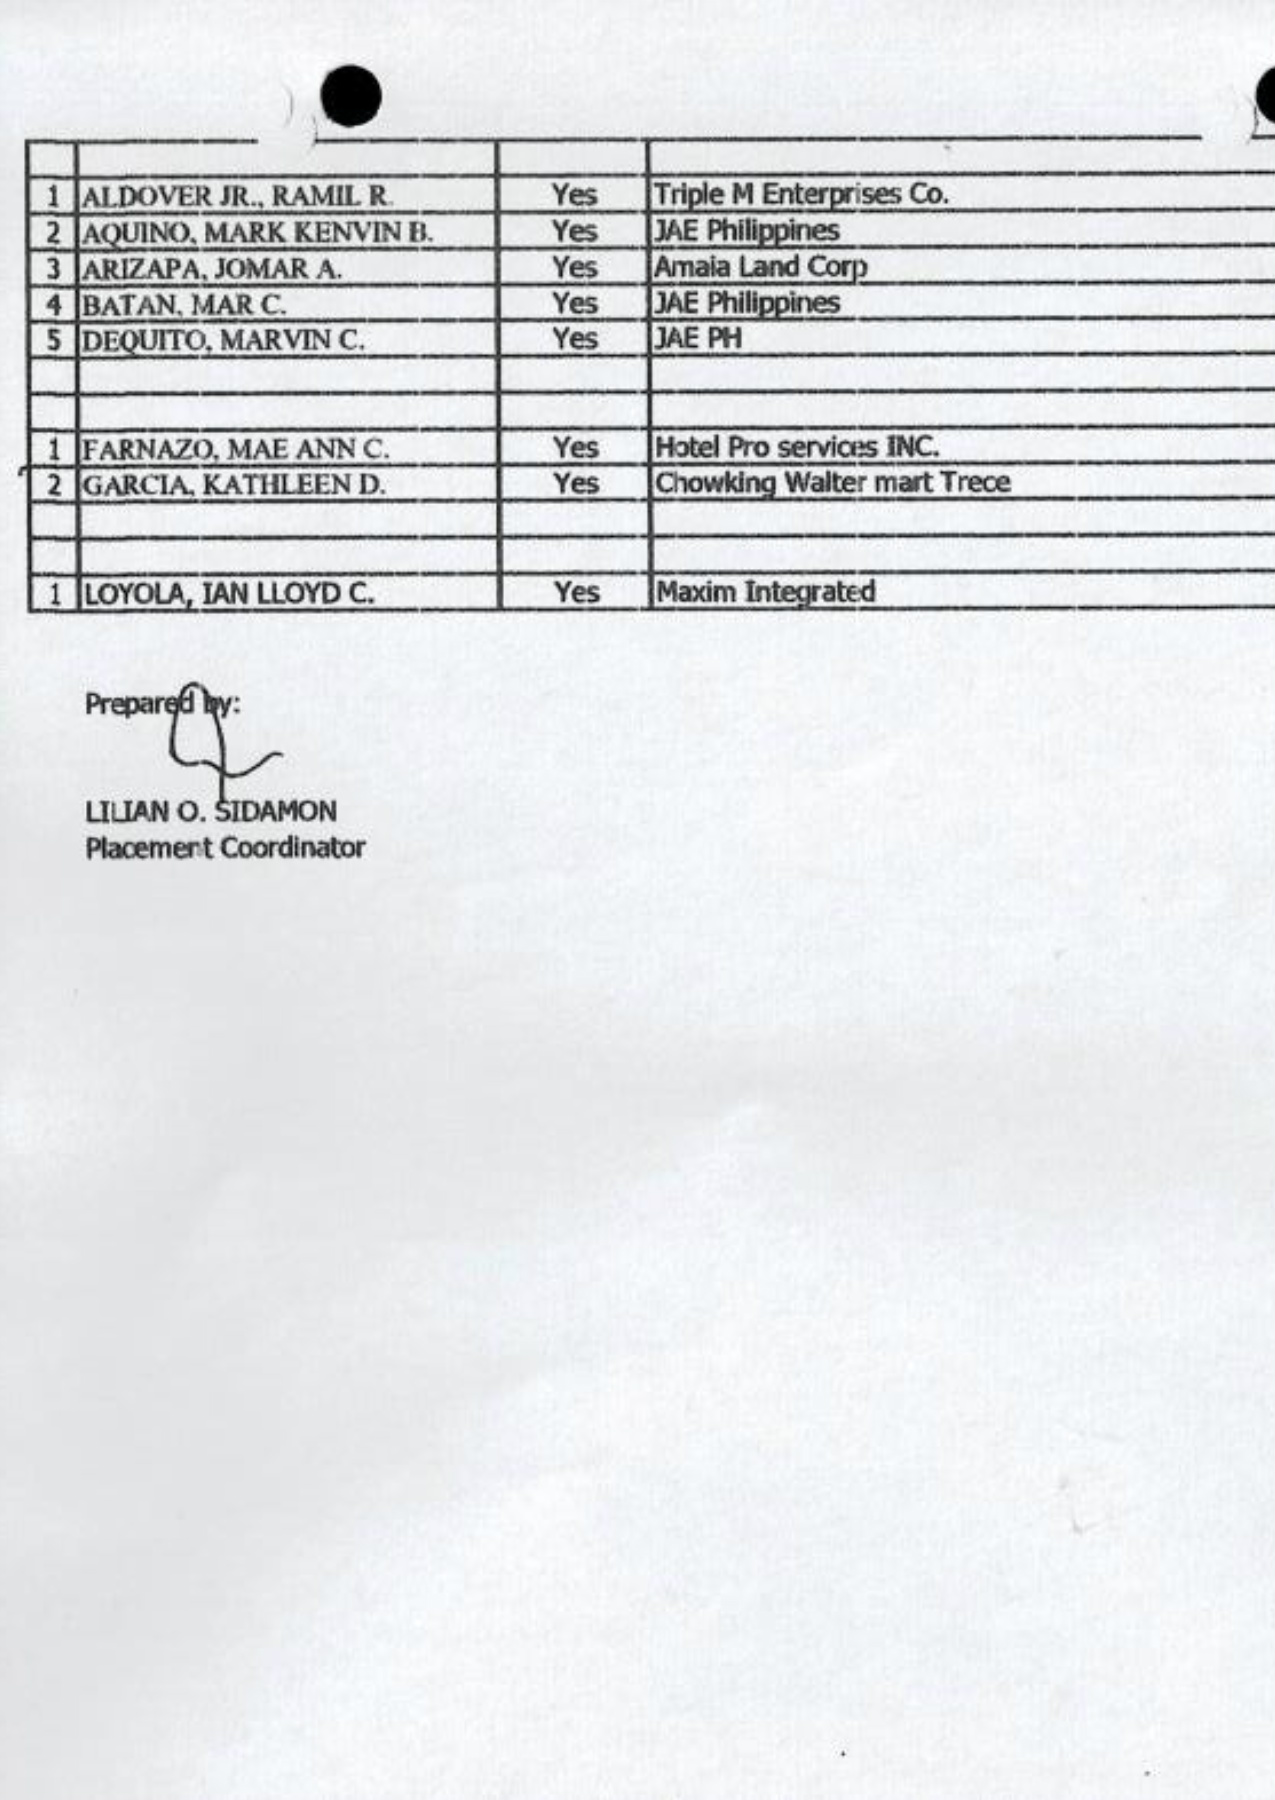 1 ALDOVER JR., RAMIL R. Yes Triple M Enterprises Co.
2 AQUINO, MARK KENVIN B. Yes JAE Philippines
3 ARIZAPA, JOMAR A. Yes Amaia Land Corp
4 BATAN, MAR C. Yes JAE Philippines
5 DEQUITO, MARVIN C. Yes JAE PH
1 FARNAZO, MAE ANN C. Yes Hotel Pro services INC.
2 GARCIA, KATHLEEN D. Yes Chowking Walter mart Trece
1 LOYOLA, IAN LLOYD C. Yes Maxim Integrated
Prepared by:
LILIAN O. SIDAMON
Placement Coordinator